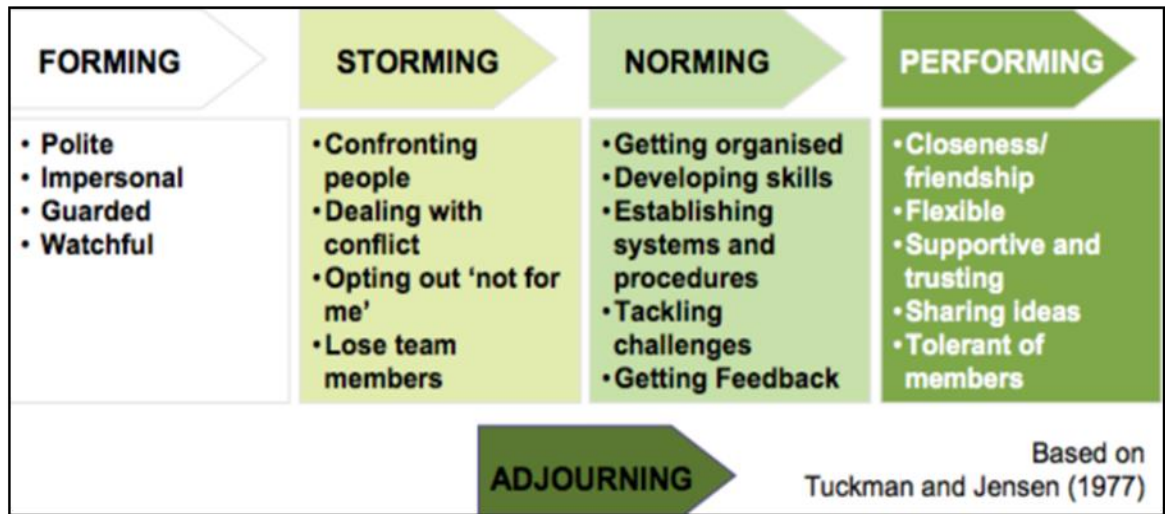 FORMING
• Polite
• Impersonal
• Guarded
• Watchful
STORMING
•Confronting
people
•Dealing with
conflict
•Opting out ‘not for
me’
•Lose team
members
NORMING
•Getting organised
•Developing skills
•Establishing
systems and
procedures
•Tackling
challenges
•Getting Feedback
PERFORMING
•Closeness/
friendship
•Flexible
•Supportive and
trusting
•Sharing ideas
•Tolerant of
members
ADJOURNING
Based on
Tuckman and Jensen (1977)